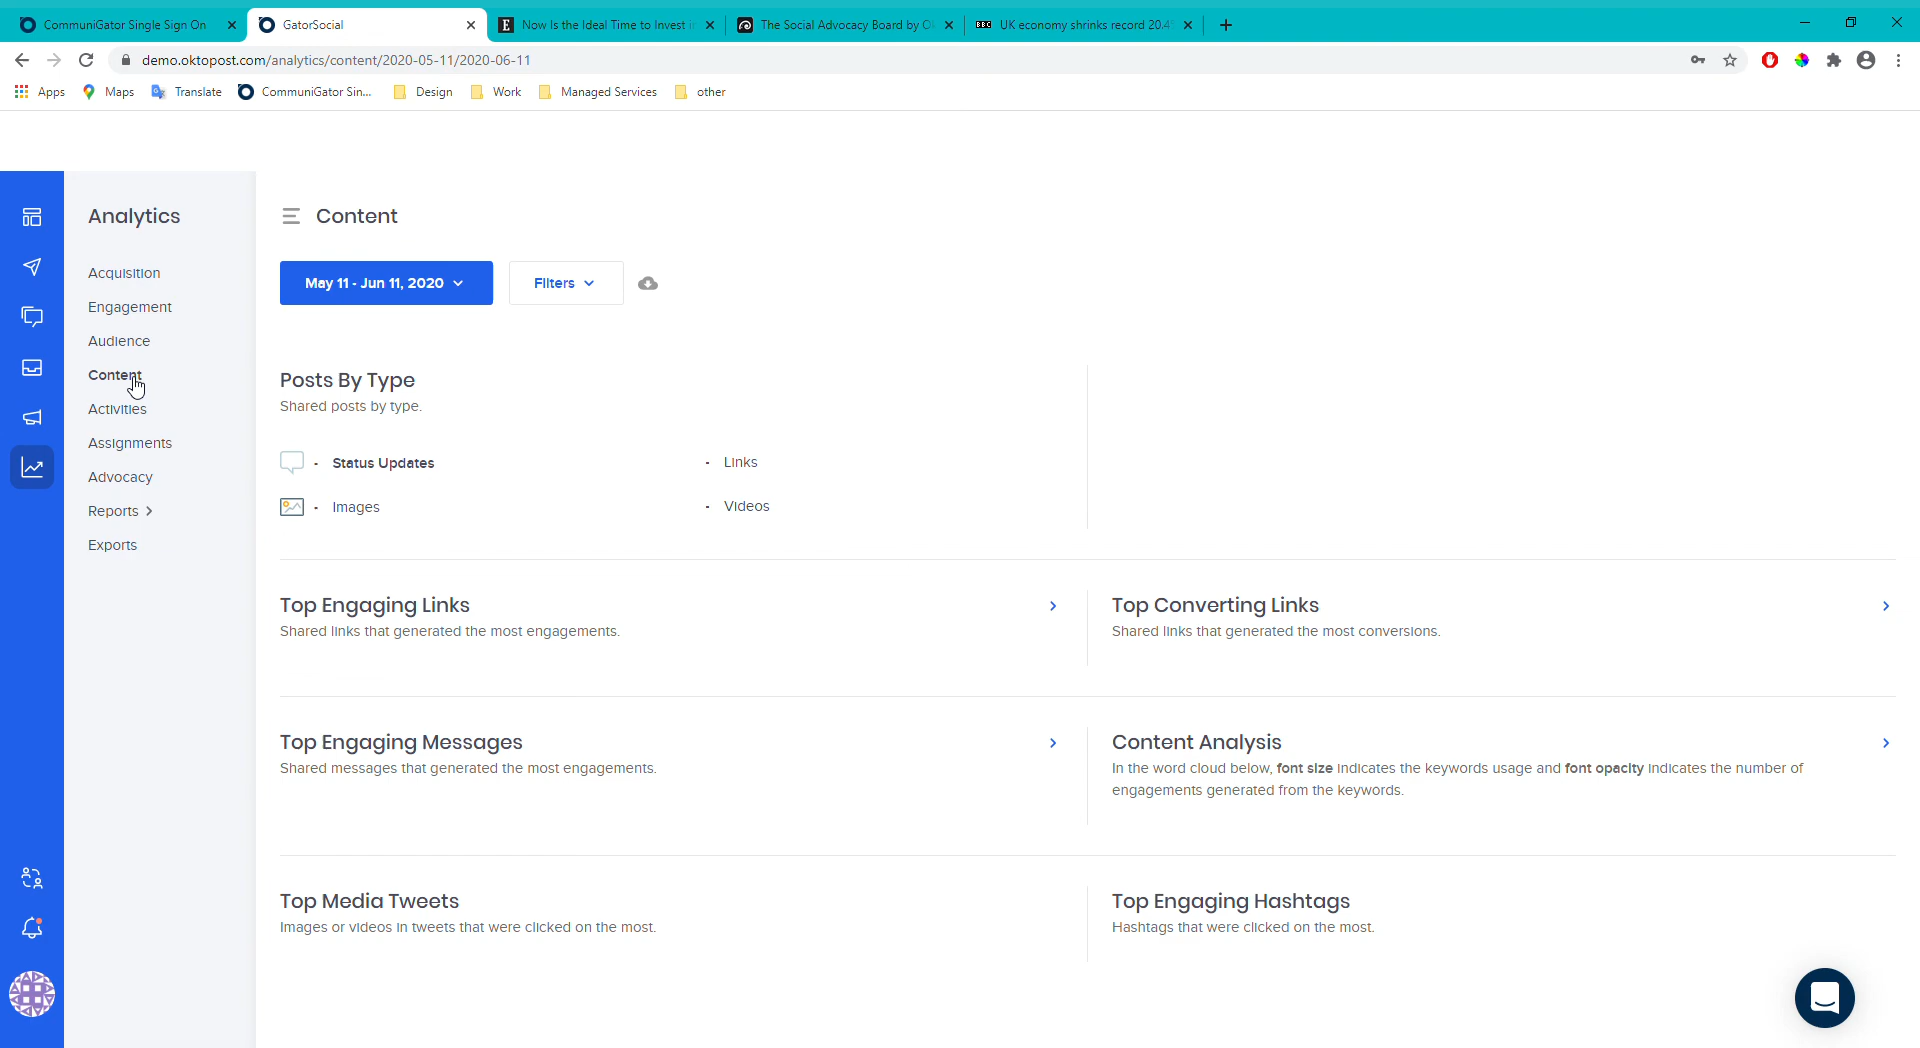 CommuniGator Single Sign On
GatorSocial
Now Is the Ideal Time to Invest i
The Social Advocacy Board by O
BBC UK economy shrinks record 20.4
demo.oktopost.com/analytics/content/2020-05-11/2020-06-11
Apps Maps Translate CommuniGator Sin... Design Work Managed Services other
Analytics
Acquisition
Engagement
Audience
Content
Activities
Assignments
Advocacy
Reports
Exports
Content
May 11 - Jun 11, 2020
Filters
Posts By Type
Shared posts by type.
- Status Updates
- Links
- Images
- Videos
Top Engaging Links
Shared links that generated the most engagements.
Top Converting Links
Shared links that generated the most conversions.
Top Engaging Messages
Shared messages that generated the most engagements.
Content Analysis
In the word cloud below, font size indicates the keywords usage and font opacity indicates the number of
engagements generated from the keywords.
Top Media Tweets
Images or videos in tweets that were clicked on the most.
Top Engaging Hashtags
Hashtags that were clicked on the most.